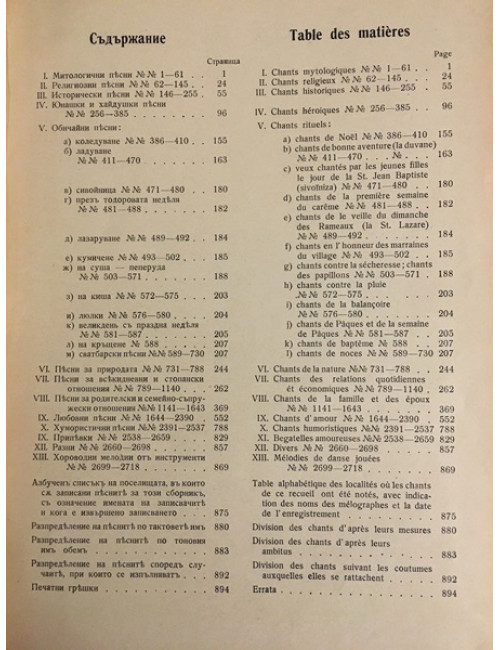 Съдържание
Страница
I. Митологични пѣсни №№ 1—61 . . 1
II. Религиозни пѣсни №№ 62—145 . . 24
III. Исторически пѣсни №№ 146—255 . 55
IV. Юнашки и хайдушки пѣсни
№№ 256—385 . . . . . 96
V. Обичайни пѣсни:
а) коледуване №№ 386—410 . . 155
б) ладуване
№№ 411—470 . . . . 163
в) сивойница №№ 471—480 . . 180
г) презъ тодоровата недѣля
№№ 481—488 . . . . 182
д) лазаруване №№ 489—492 . . 184
е) кумичене №№ 493—502 . . 185
ж) на суша — пеперуда
№№ 503—571 . . . . 188
з) на киша №№ 572—575 . . . 203
и) люлки №№ 576—580 . . . 204
к) великдень съ праздна недѣля
№№ 581—587 . . . . 205
л) на кръщене № 588 . . . . 207
м) сватбарски пѣсни №№ 589—730 207
VI. Пѣсни за природата №№ 731—788 244
VII. Пѣсни за всѣкидневни и стопански
отношения №№ 789—1140 . . 262
VIII. Пѣсни за родителски и семейно-съпру-
жески отношения №№ 1141—1643 369
IX. Любовни пѣсни №№ 1644—2390 . 552
X. Хумористични пѣсни №№ 2391—2537 788
XI. Припѣвки №№ 2538—2659 . . 829
XII. Разни №№ 2660—2698 . . . 857
XIII. Хороводни мелодии отъ инструменти
№№ 2699—2718 . . . . 869
Азбученъ списъкъ на поселищата, въ които
сѫ записани пѣсните за този сборникъ,
съ означение имената на записвачитѣ
и кога е извършено записването . . 875
Разпредѣление на пѣснитѣ по тактоветѣ имъ 880
Разпредѣление на пѣснитѣ по тоновия
имъ обемъ . . . . . . 883
Разпредѣление на пѣснитѣ споредъ слу-
чаитѣ, при които се изпълняватъ . . 892
Печатни грѣшки . . . . . 894
Table des matières
Page
I. Chants mytologiques №№ 1—61 . . 1
II. Chants religieux №№ 62—145 . . 24
III. Chants historiques №№ 146—255 . . 55
IV. Chants héroiques №№ 256—385 . . 96
V. Chants rituels:
a) chants de Noël №№ 386—410 155
b) chants de bonne aventure (la duvane)
№№ 411—470 . . . 163
c) veux chantés par les jeunes filles
le jour de la St. Jean Baptiste
(sivoïniza) №№ 471—480 . . 180
d) chants de la première semaine
du carême №№ 481—488 . . 182
e) chants de le veille du dimanche
des Rameaux (la St. Lazare)
№№ 489—492 . . . . 184
f) chants en l'honneur des marraines
du village №№ 493—502 . . 185
g) chants contre la sécheresse; chants
des papillons №№ 503—571 . 188
h) chants contre la pluie
№№ 572—575 . . . . 203
i) chants de la balançoire
№№ 576—580 . . . . 204
j) chants de Pâques et de la semaine
de Pâques №№ 581—587 . . 205
k) chants de baptême № 588 . . 207
l) chants de noces №№ 589—730 207
VI. Chants de la nature №№ 731—788 . 244
VII. Chants des relations quotidiennes
et économiques №№ 789—1140 . 262
VIII. Chants de la famille et des époux
№№ 1141—1643 . . . . 369
IX. Chants d'amour №№ 1644—2390 . 552
X. Chants humoristiques №№ 2391—2537 788
XI. Begatelles amoureuses №№ 2538—2659 829
XII. Divers №№ 2660—2698 . . . 857
XIII. Mélodies de danse jouées
№№ 2699—2718 . . . . 869
Table alphabétique des localités où les chants
de ce recueil ont été notés, avec indica-
tion des noms des mélographes et la date
de l'enregistrement . . . . . 875
Division des chants d'après leurs mesures 880
Division des chants d'après leurs
ambitus . . . . . . . 883
Division des chants suivant les coutumes
auxquelles elles se rattachent . . . 892
Errata . . . . . . . . 894